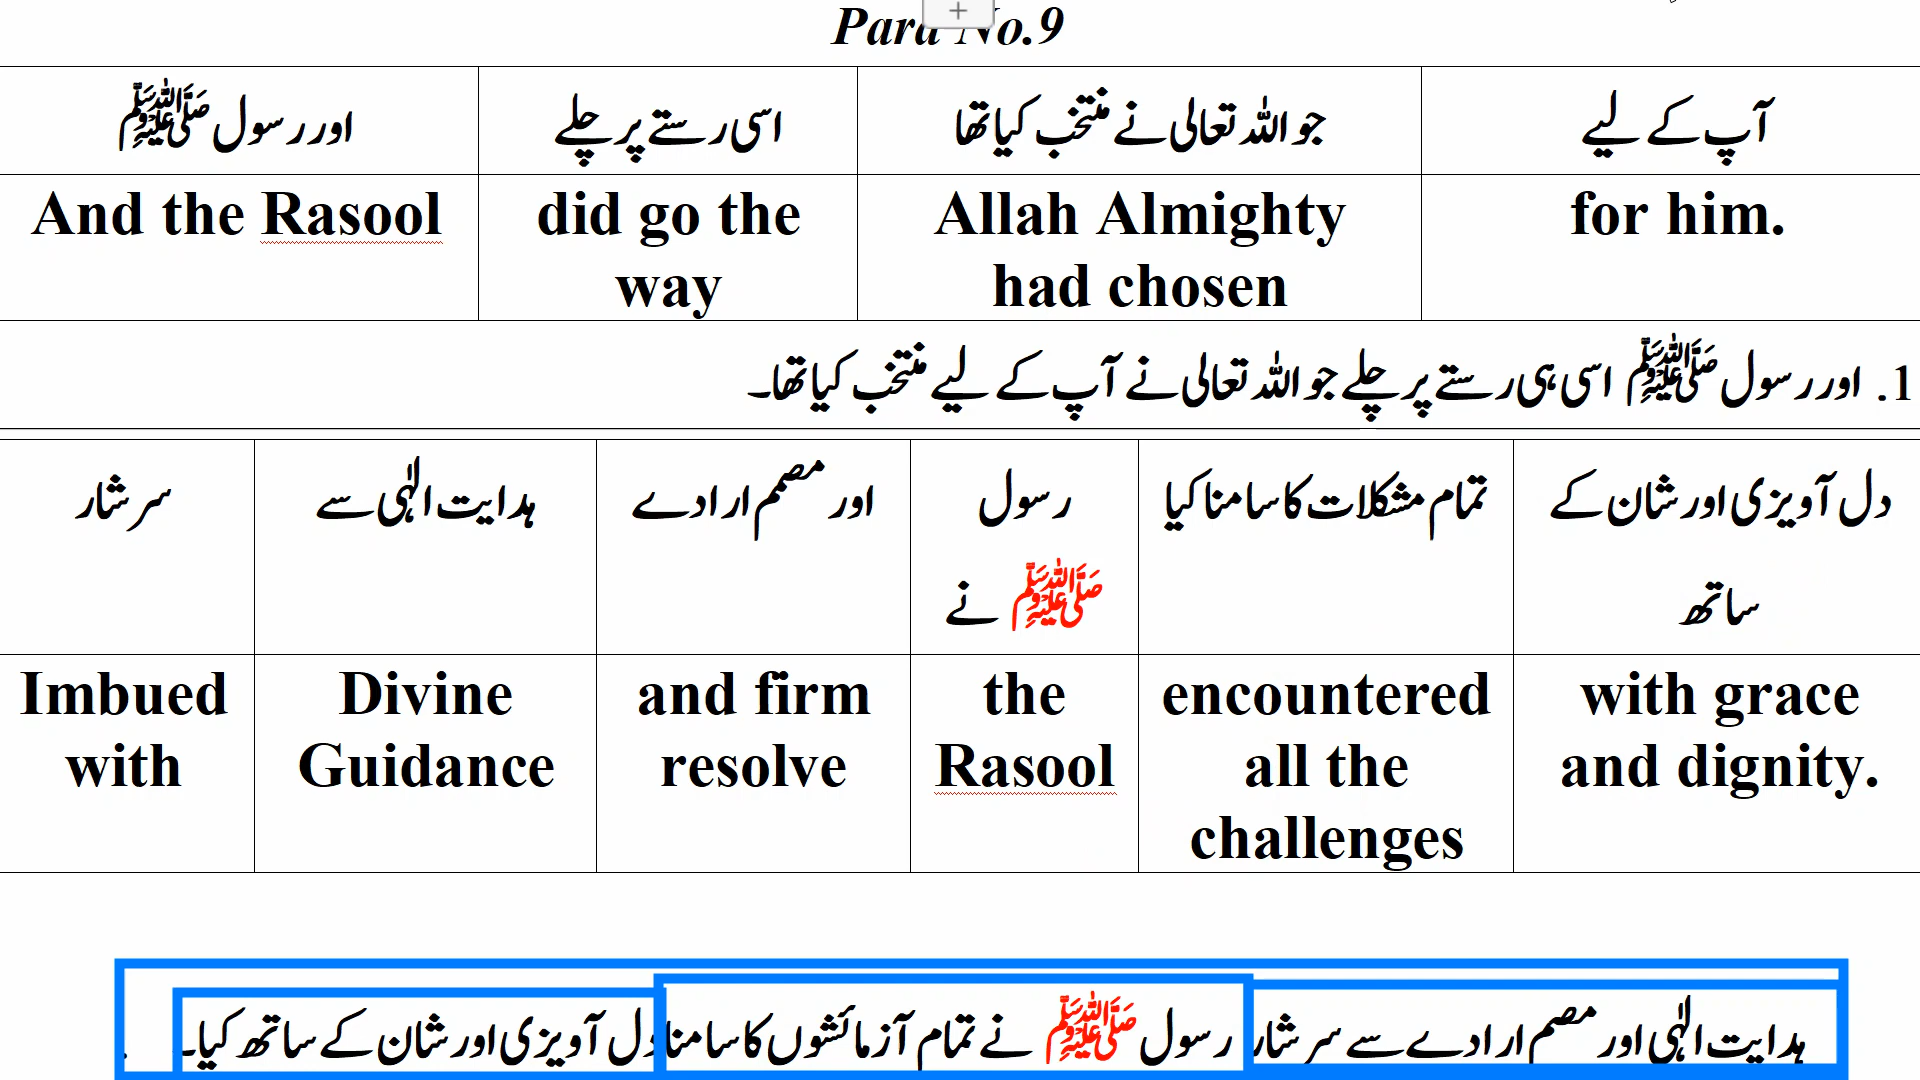 Para No.9
اور رسول ﷺ
اسی رستے پر چلے
جو اللہ تعالی نے منتخب کیا تھا
آپ کے لیے
And the Rasool
did go the
way
Allah Almighty
had chosen
for him.
1. اور رسول ﷺ اسی ہی رستے پر چلے جو اللہ تعالی نے آپ کے لیے منتخب کیا تھا۔
سرشار
ہدایت الٰہی سے
اور مصمم ارادے
رسول
ﷺ نے
تمام مشکلات کا سامنا کیا
دل آویزی اور شان کے
ساتھ
Imbued
with
Divine
Guidance
and firm
resolve
the
Rasool
encountered
all the
challenges
with grace
and dignity.
ہدایت الٰہی اور مصمم ارادے سے سرشار رسول ﷺ نے تمام آزمائشوں کا سامنا دل آویزی اور شان کے ساتھ کیا۔